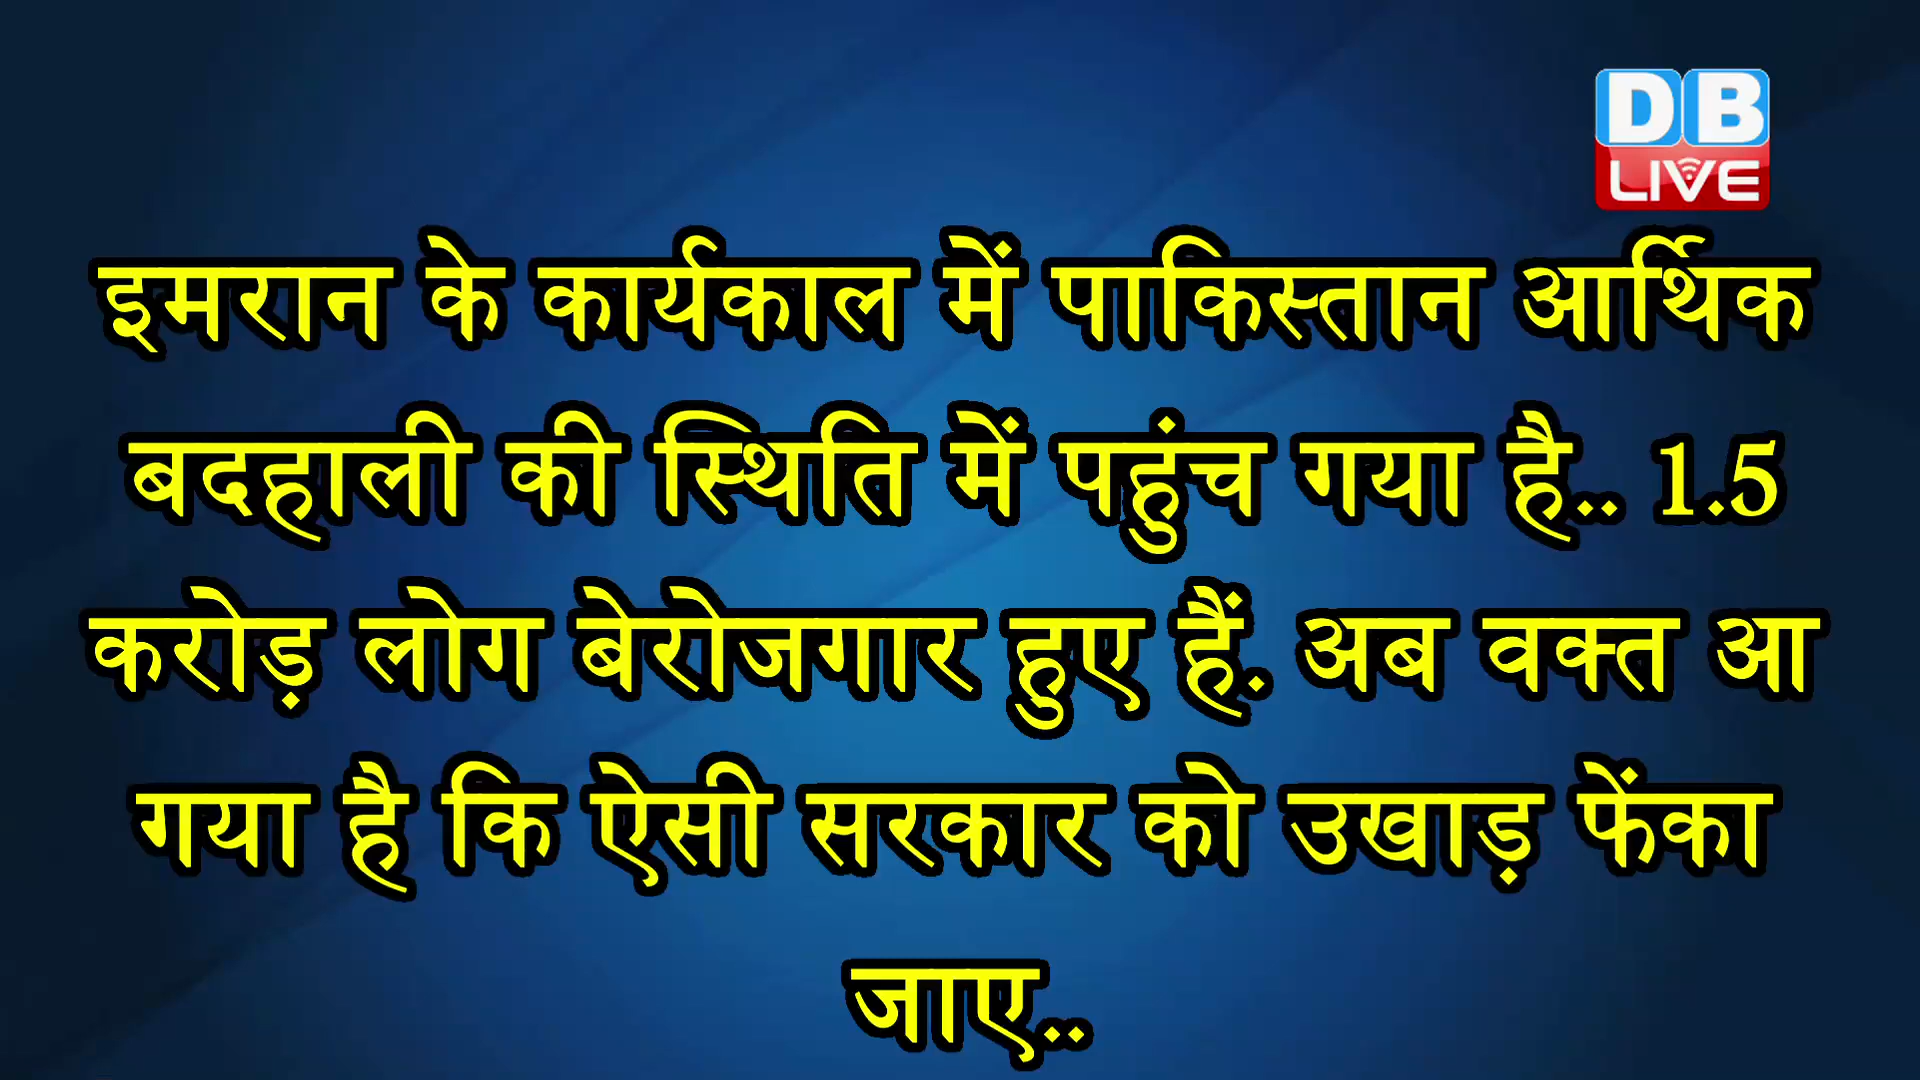 DB
LIVE
इमरान के कार्यकाल में पाकिस्तान आर्थिक
बदहाली की स्थिति में पहुंच गया है.. 1.5
करोड़ लोग बेरोजगार हुए हैं. अब वक्त आ
गया है कि ऐसी सरकार को उखाड़ फेंका
जाए..